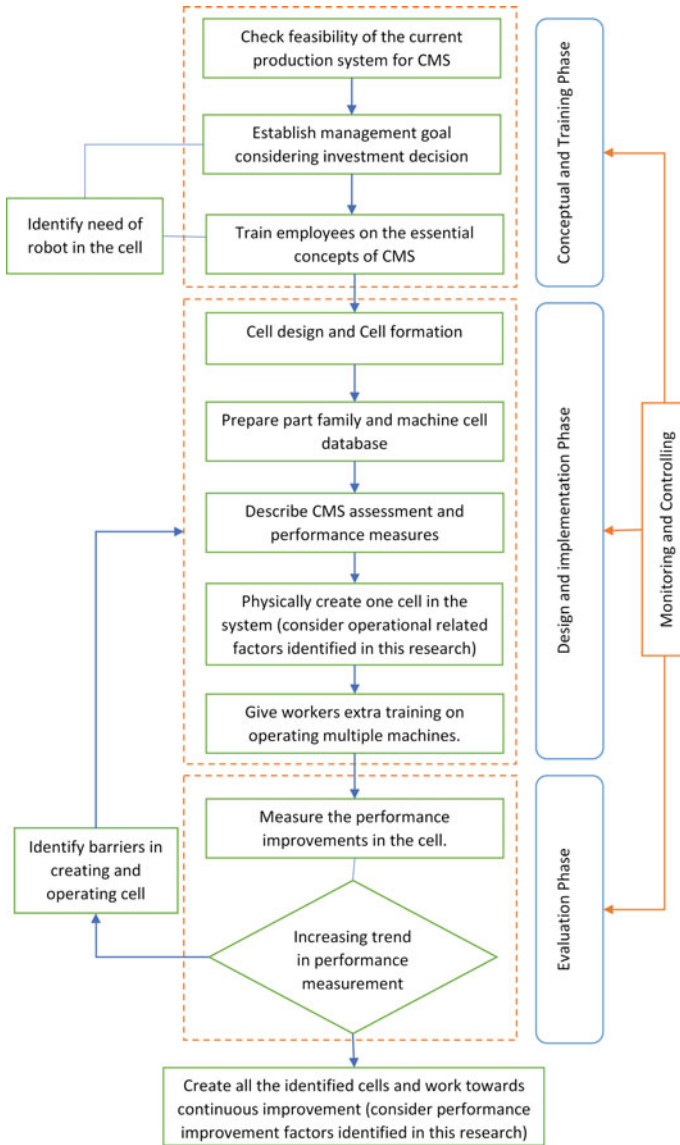 Check feasibility of the current
production system for CMS
Establish management goal
considering investment decision
Identify need of
robot in the cell
Train employees on the essential
concepts of CMS
Conceptual and Training Phase
Cell design and Cell formation
Prepare part family and machine cell
database
Describe CMS assessment and
performance measures
Physically create one cell in the
system (consider operational related
factors identified in this research)
Give workers extra training on
operating multiple machines.
Design and implementation Phase
Monitoring and Controlling
Measure the performance
improvements in the cell.
Identify barriers in
creating and
operating cell
Increasing trend
in performance
measurement
Evaluation Phase
Create all the identified cells and work towards
continuous improvement (consider performance
improvement factors identified in this research)